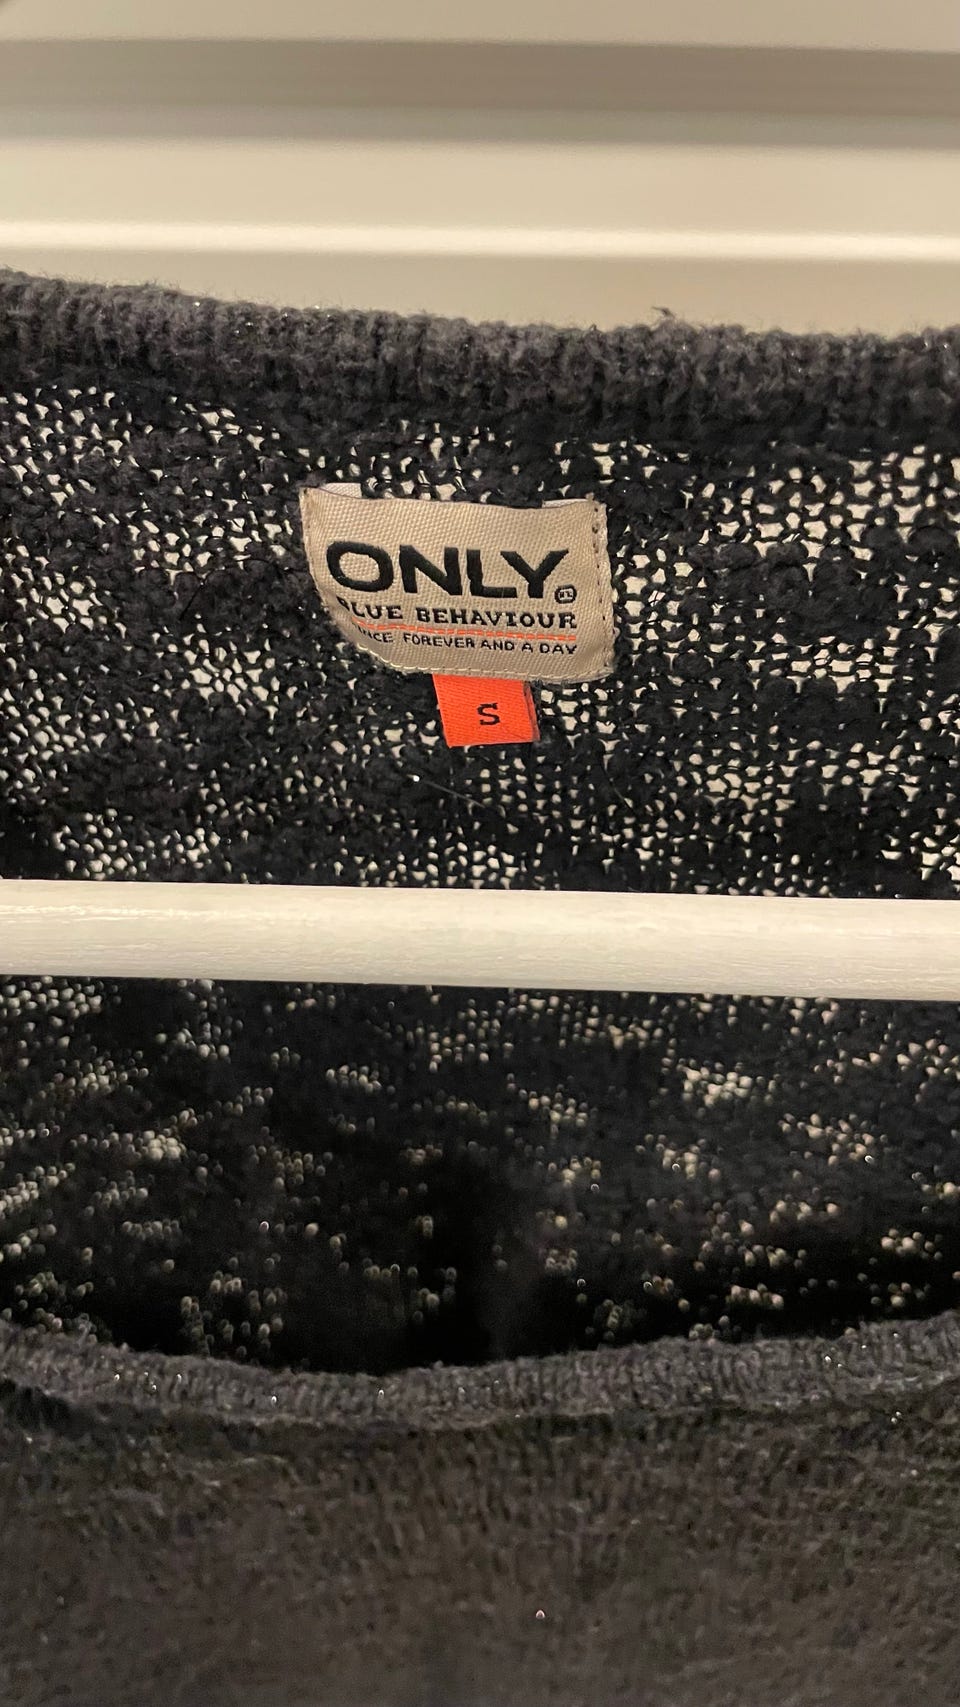 ONLY
BLUE BEHAVIOUR
FOREVER AND A DAY
S